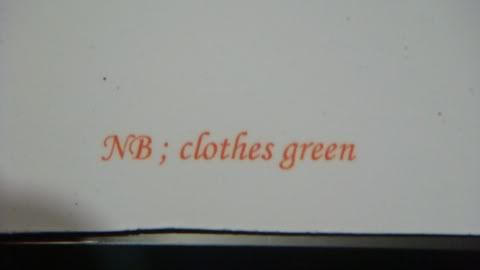 NB ; clothes green